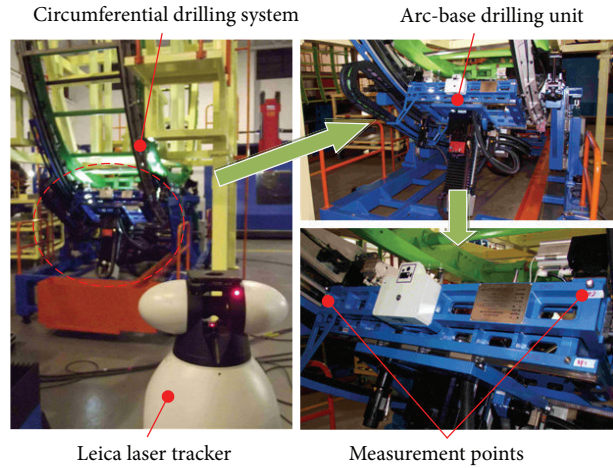 Circumferential drilling system
Arc-base drilling unit
Leica laser tracker
Measurement points